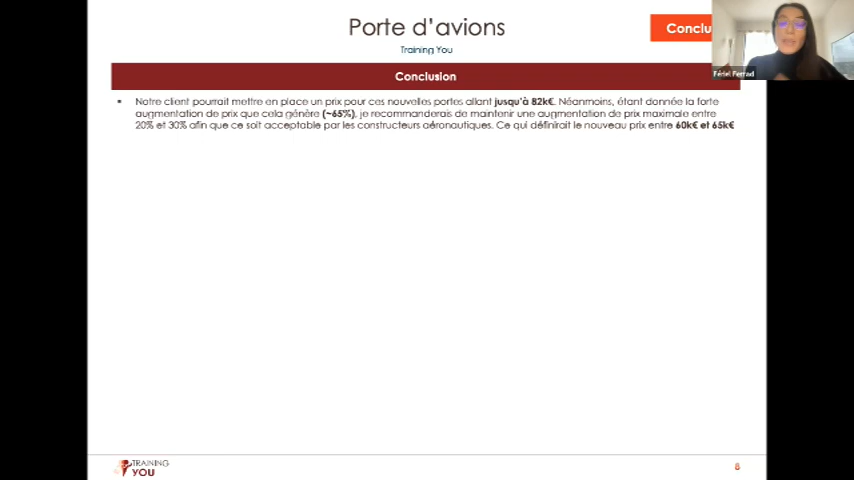 Porte d’avions
Training You
Conclu
Fériel Ferrad
Conclusion
▪ Notre client pourrait mettre en place un prix pour ces nouvelles portes allant jusqu’à 82k€. Néanmoins, étant donnée la forte
augmentation de prix que cela génère (~65%), je recommanderais de maintenir une augmentation de prix maximale entre
20% et 30% afin que ce soit acceptable par les constructeurs aéronautiques. Ce qui définirait le nouveau prix entre 60k€ et 65k€
TRAINING
YOU
8